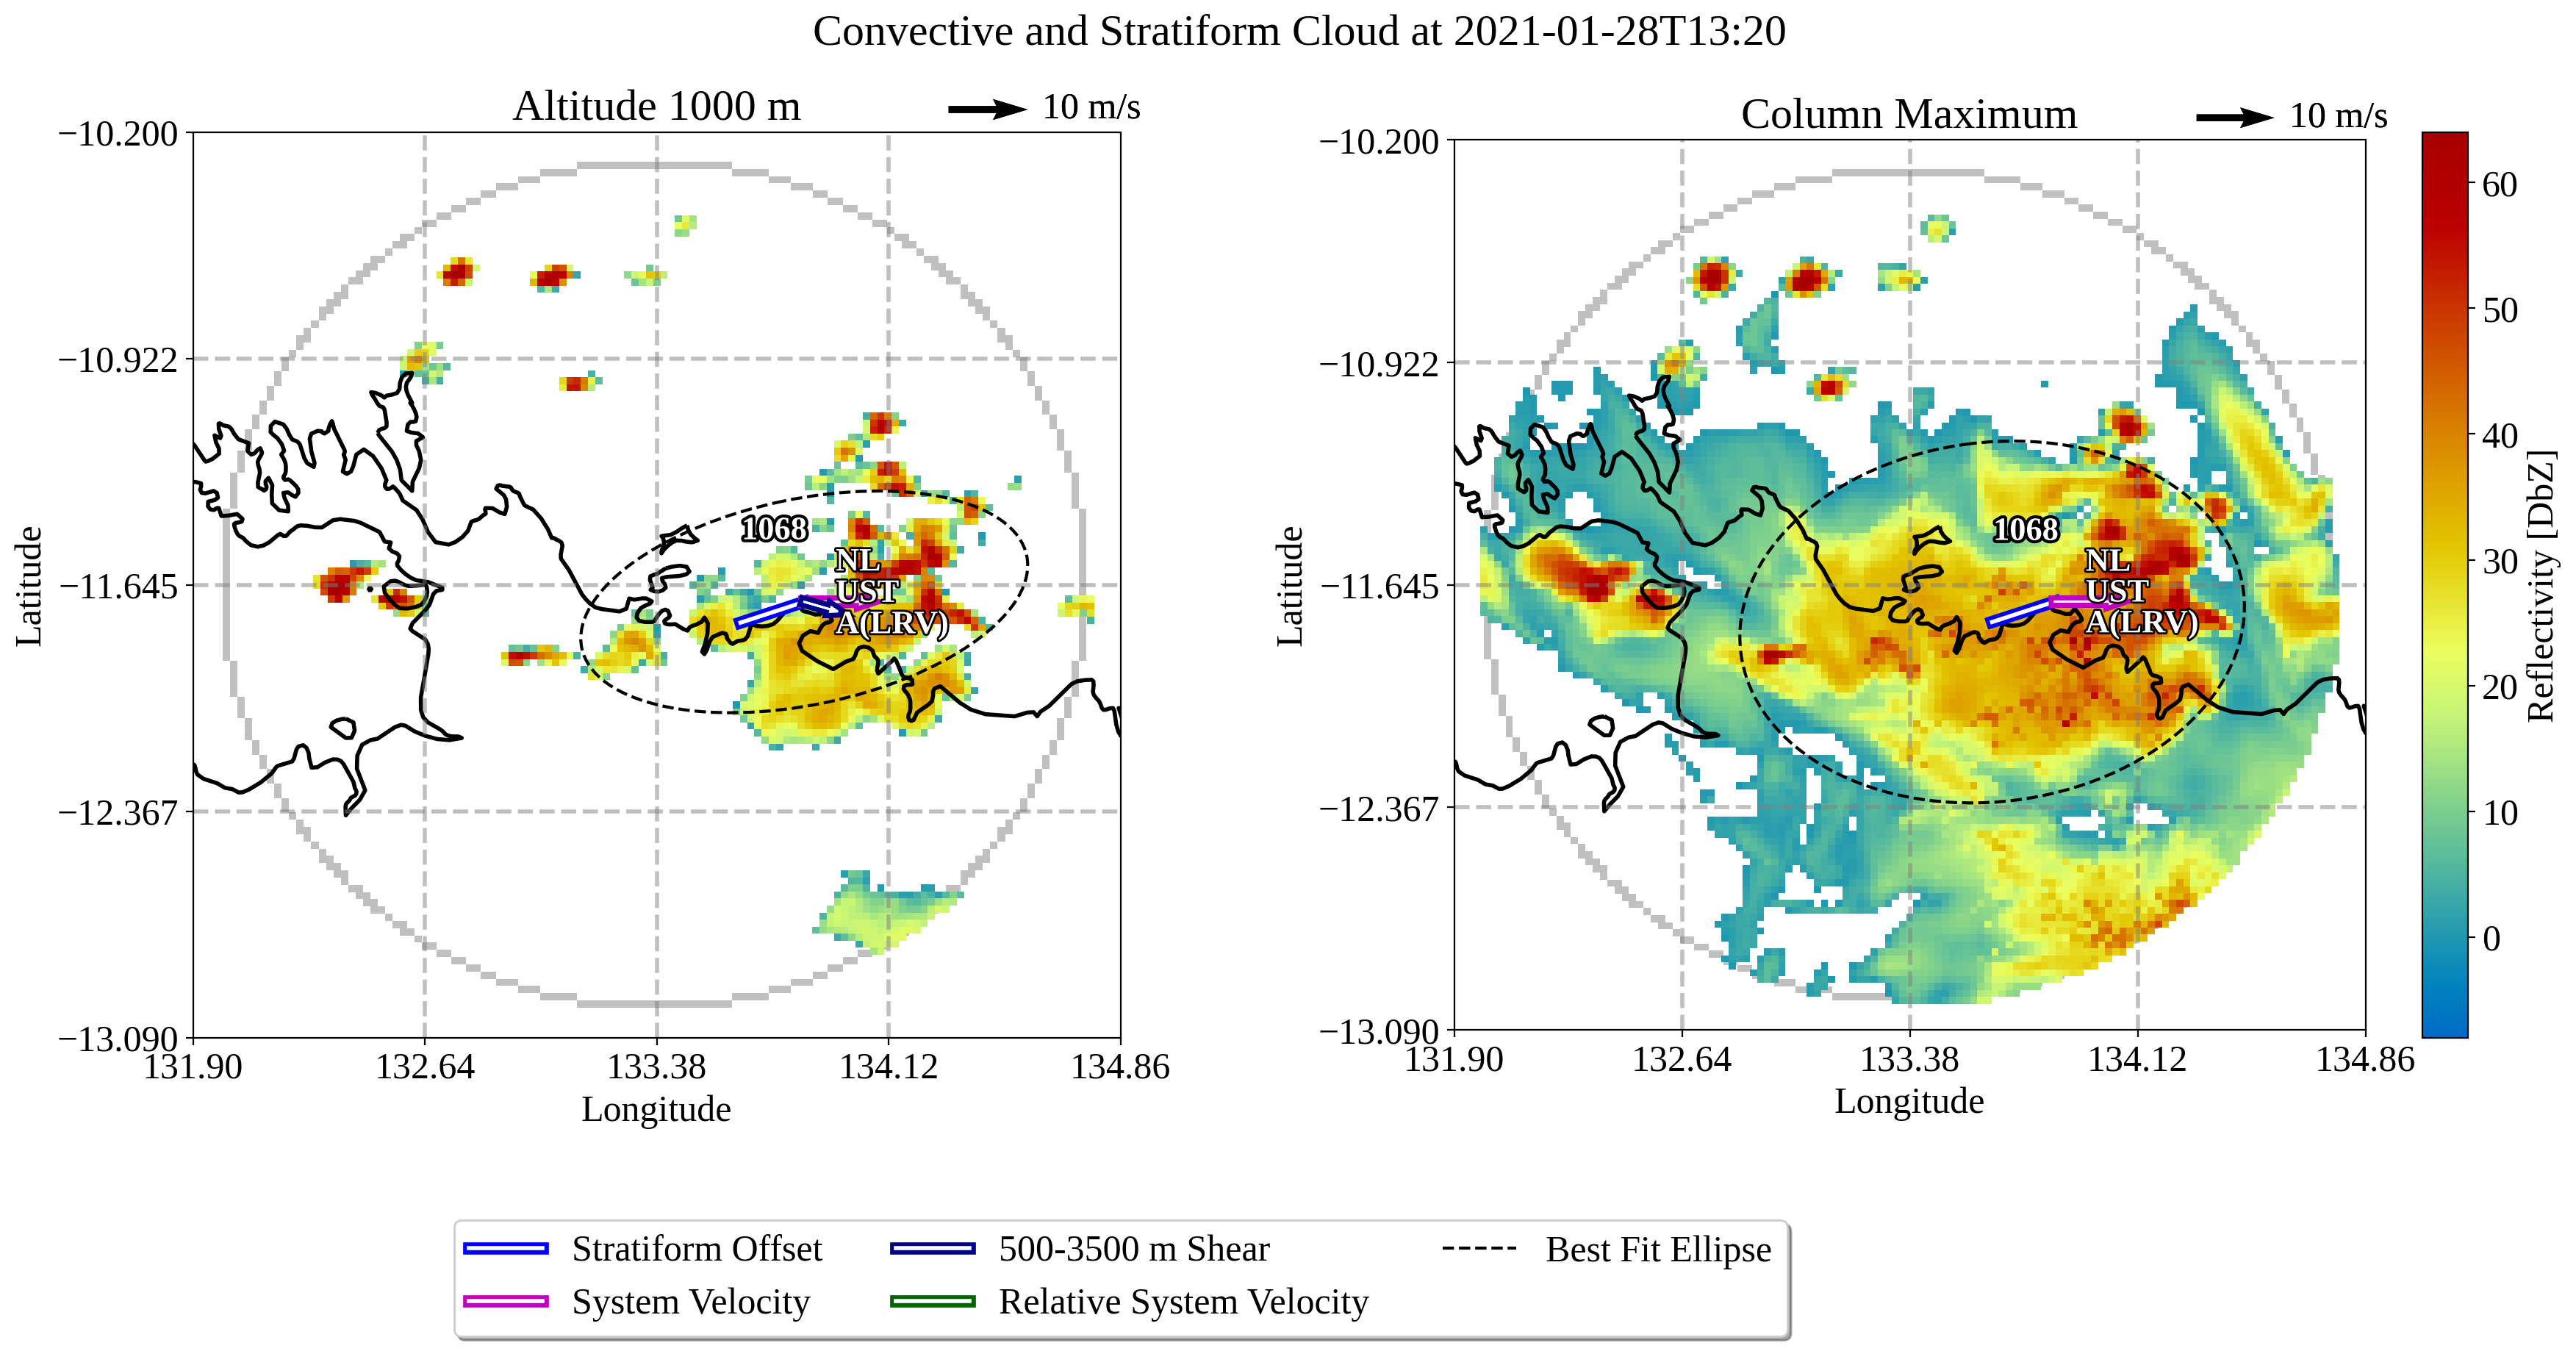 Convective and Stratiform Cloud at 2021-01-28T13:20
Altitude 1000 m
10 m/s
−10.200
−10.922
−11.645
−12.367
−13.090
Latitude
131.90
132.64
133.38
134.12
134.86
Longitude
1068
NL
UST
A(LRV)
Column Maximum
10 m/s
−10.200
−10.922
−11.645
−12.367
−13.090
Latitude
131.90
132.64
133.38
134.12
134.86
Longitude
1068
NL
UST
A(LRV)
60
50
40
30
20
10
0
Reflectivity [DbZ]
Stratiform Offset
System Velocity
500-3500 m Shear
Relative System Velocity
Best Fit Ellipse